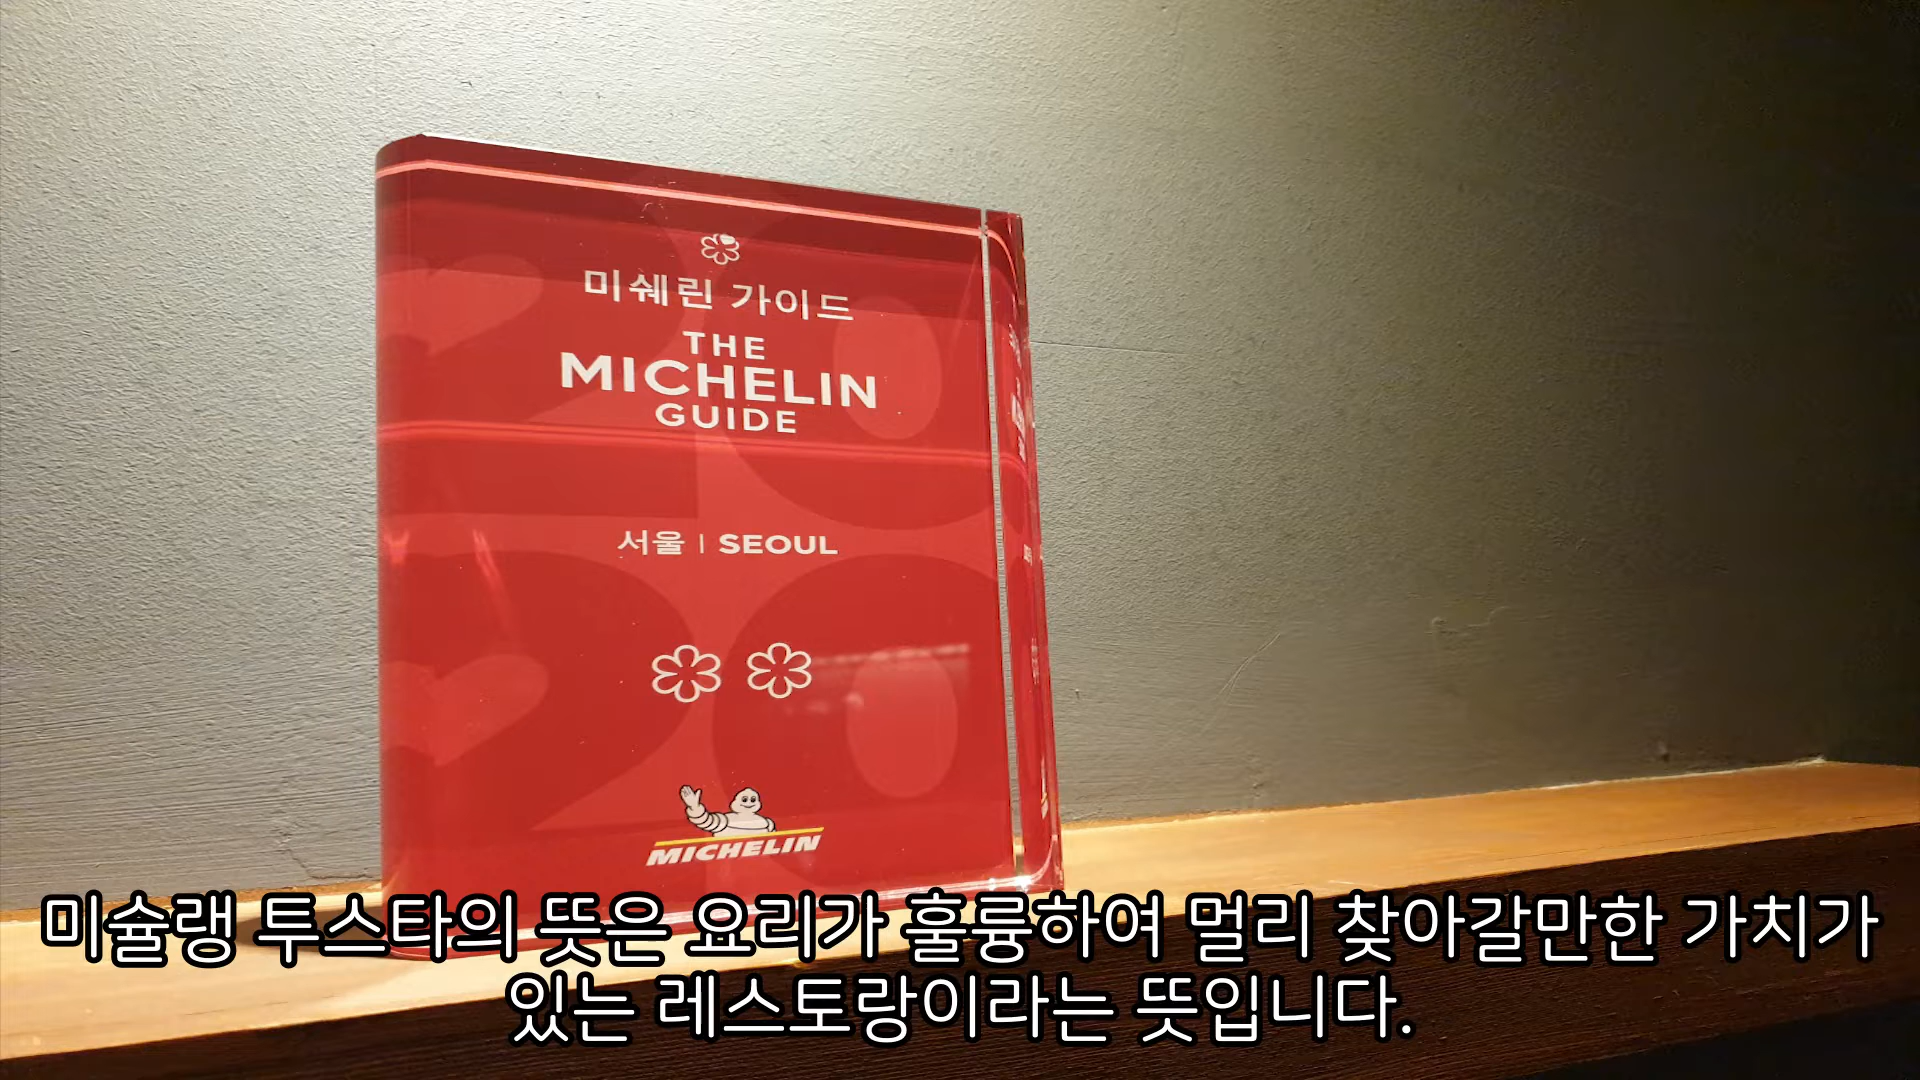 미쉐린 가이드
THE
MICHELIN
GUIDE
서울 | SEOUL
MICHELIN
미슐랭 투스타의 뜻은 요리가 훌륭하여 멀리 찾아갈만한 가치가
있는 레스토랑이라는 뜻입니다.